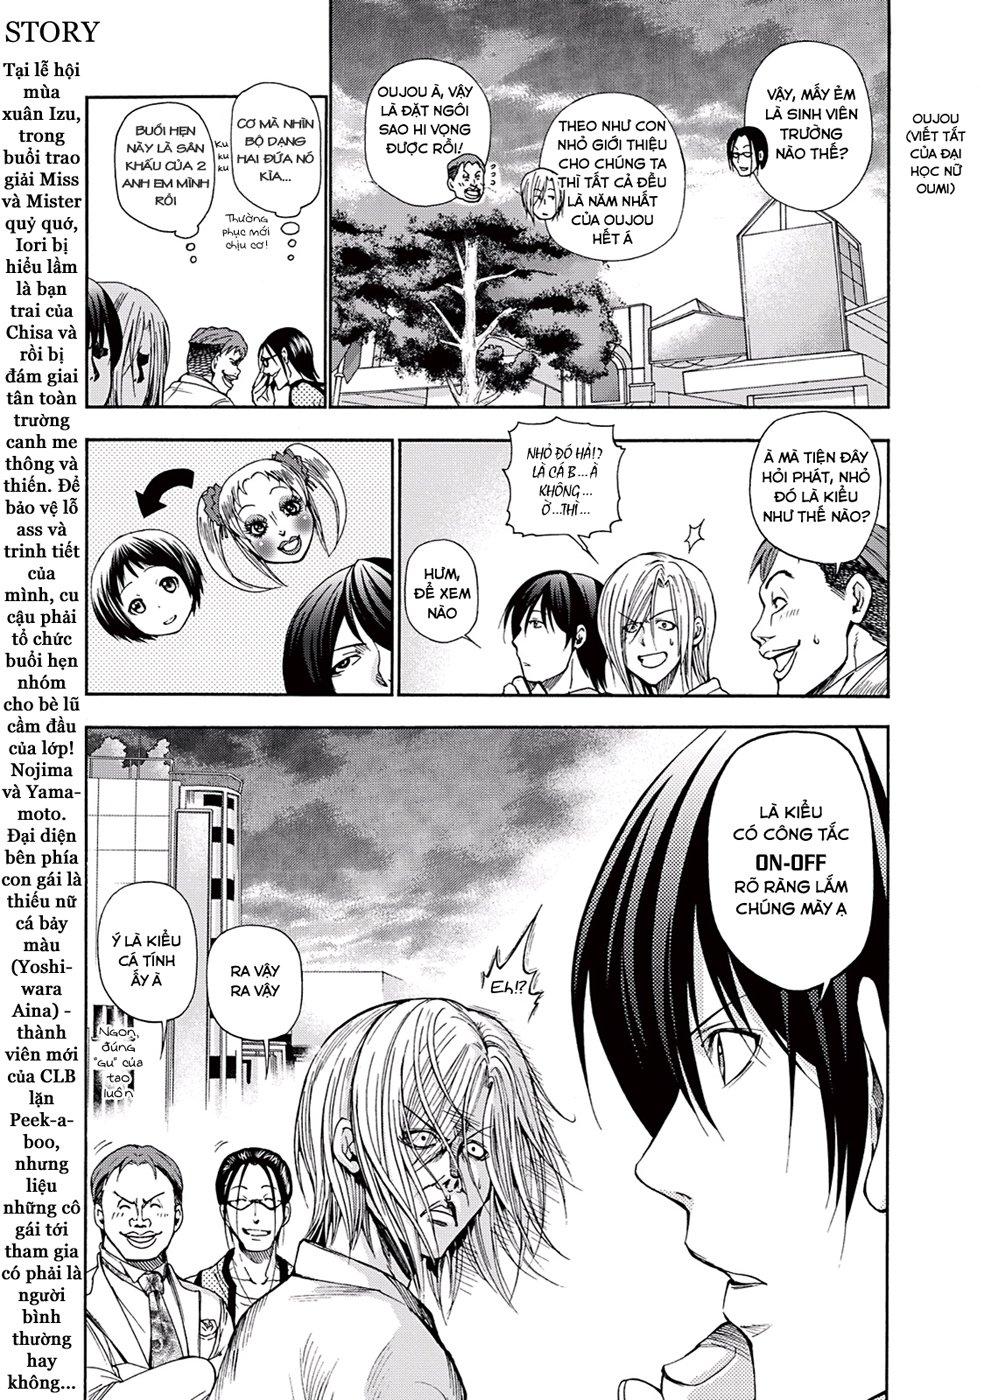 STORY
Tại lễ hội
mùa
xuân Izu,
trong
buổi trao
giải Miss
và Mister
quỷ quớ,
Iori bị
hiểu lầm
là bạn
trai của
Chisa và
rồi bị
đám giai
tân toàn
trường
canh me
thông và
thiến. Để
bảo vệ lỗ
ass và
trinh tiết
của
mình, cu
cậu phải
tổ chức
buổi hẹn
nhóm
cho bè lũ
cầm đầu
của lớp!
Nojima
và Yama-
moto.
Đại diện
bên phía
con gái là
thiếu nữ
cá bảy
màu
(Yoshi-
wara
Aina) -
thành
viên mới
của CLB
lặn
Peek-a-
boo,
nhưng
liệu
những cô
gái tới
tham gia
có phải là
người
bình
thường
hay
không...
VẬY, MẤY ẺM
LÀ SINH VIÊN
TRƯỜNG
NÀO THẾ?
OUJOU
(VIẾT TẮT
CỦA ĐẠI
HỌC NỮ
OUMI)
THEO NHƯ CON
NHỎ GIỚI THIỆU
CHO CHÚNG TA
THÌ TẤT CẢ ĐỀU
LÀ NĂM NHẤT
CỦA OUJOU
HẾT Á
OUJOU À, VẬY
LÀ ĐẶT NGÔI
SAO HI VỌNG
ĐƯỢC RỒI!
CƠ MÀ NHÌN
BỘ DẠNG
HAI ĐỨA NÓ
KÌA...
Ku
Ku
Ku
BUỔI HẸN
NÀY LÀ SÂN
KHẤU CỦA 2
ANH EM MÌNH
RỒI
Thường
phục mới
chịu cơ!
À MÀ TIỆN ĐÂY
HỎI PHÁT, NHỎ
ĐÓ LÀ KIỂU
NHƯ THẾ NÀO?
NHỎ ĐÓ HẢ!?
LÀ CÁ B...À
KHÔNG...
Ờ...THÌ...
HƯM,
ĐỂ XEM
NÀO
LÀ KIỂU
CÓ CÔNG TẮC
ON-OFF
RÕ RÀNG LẮM
CHÚNG MÀY Ạ
Eh!?
RA VẬY
RA VẬY
Ý LÀ KIỂU
CÁ TÍNH
ẤY À
Ngon,
đúng
"gu" của
tao
luôn